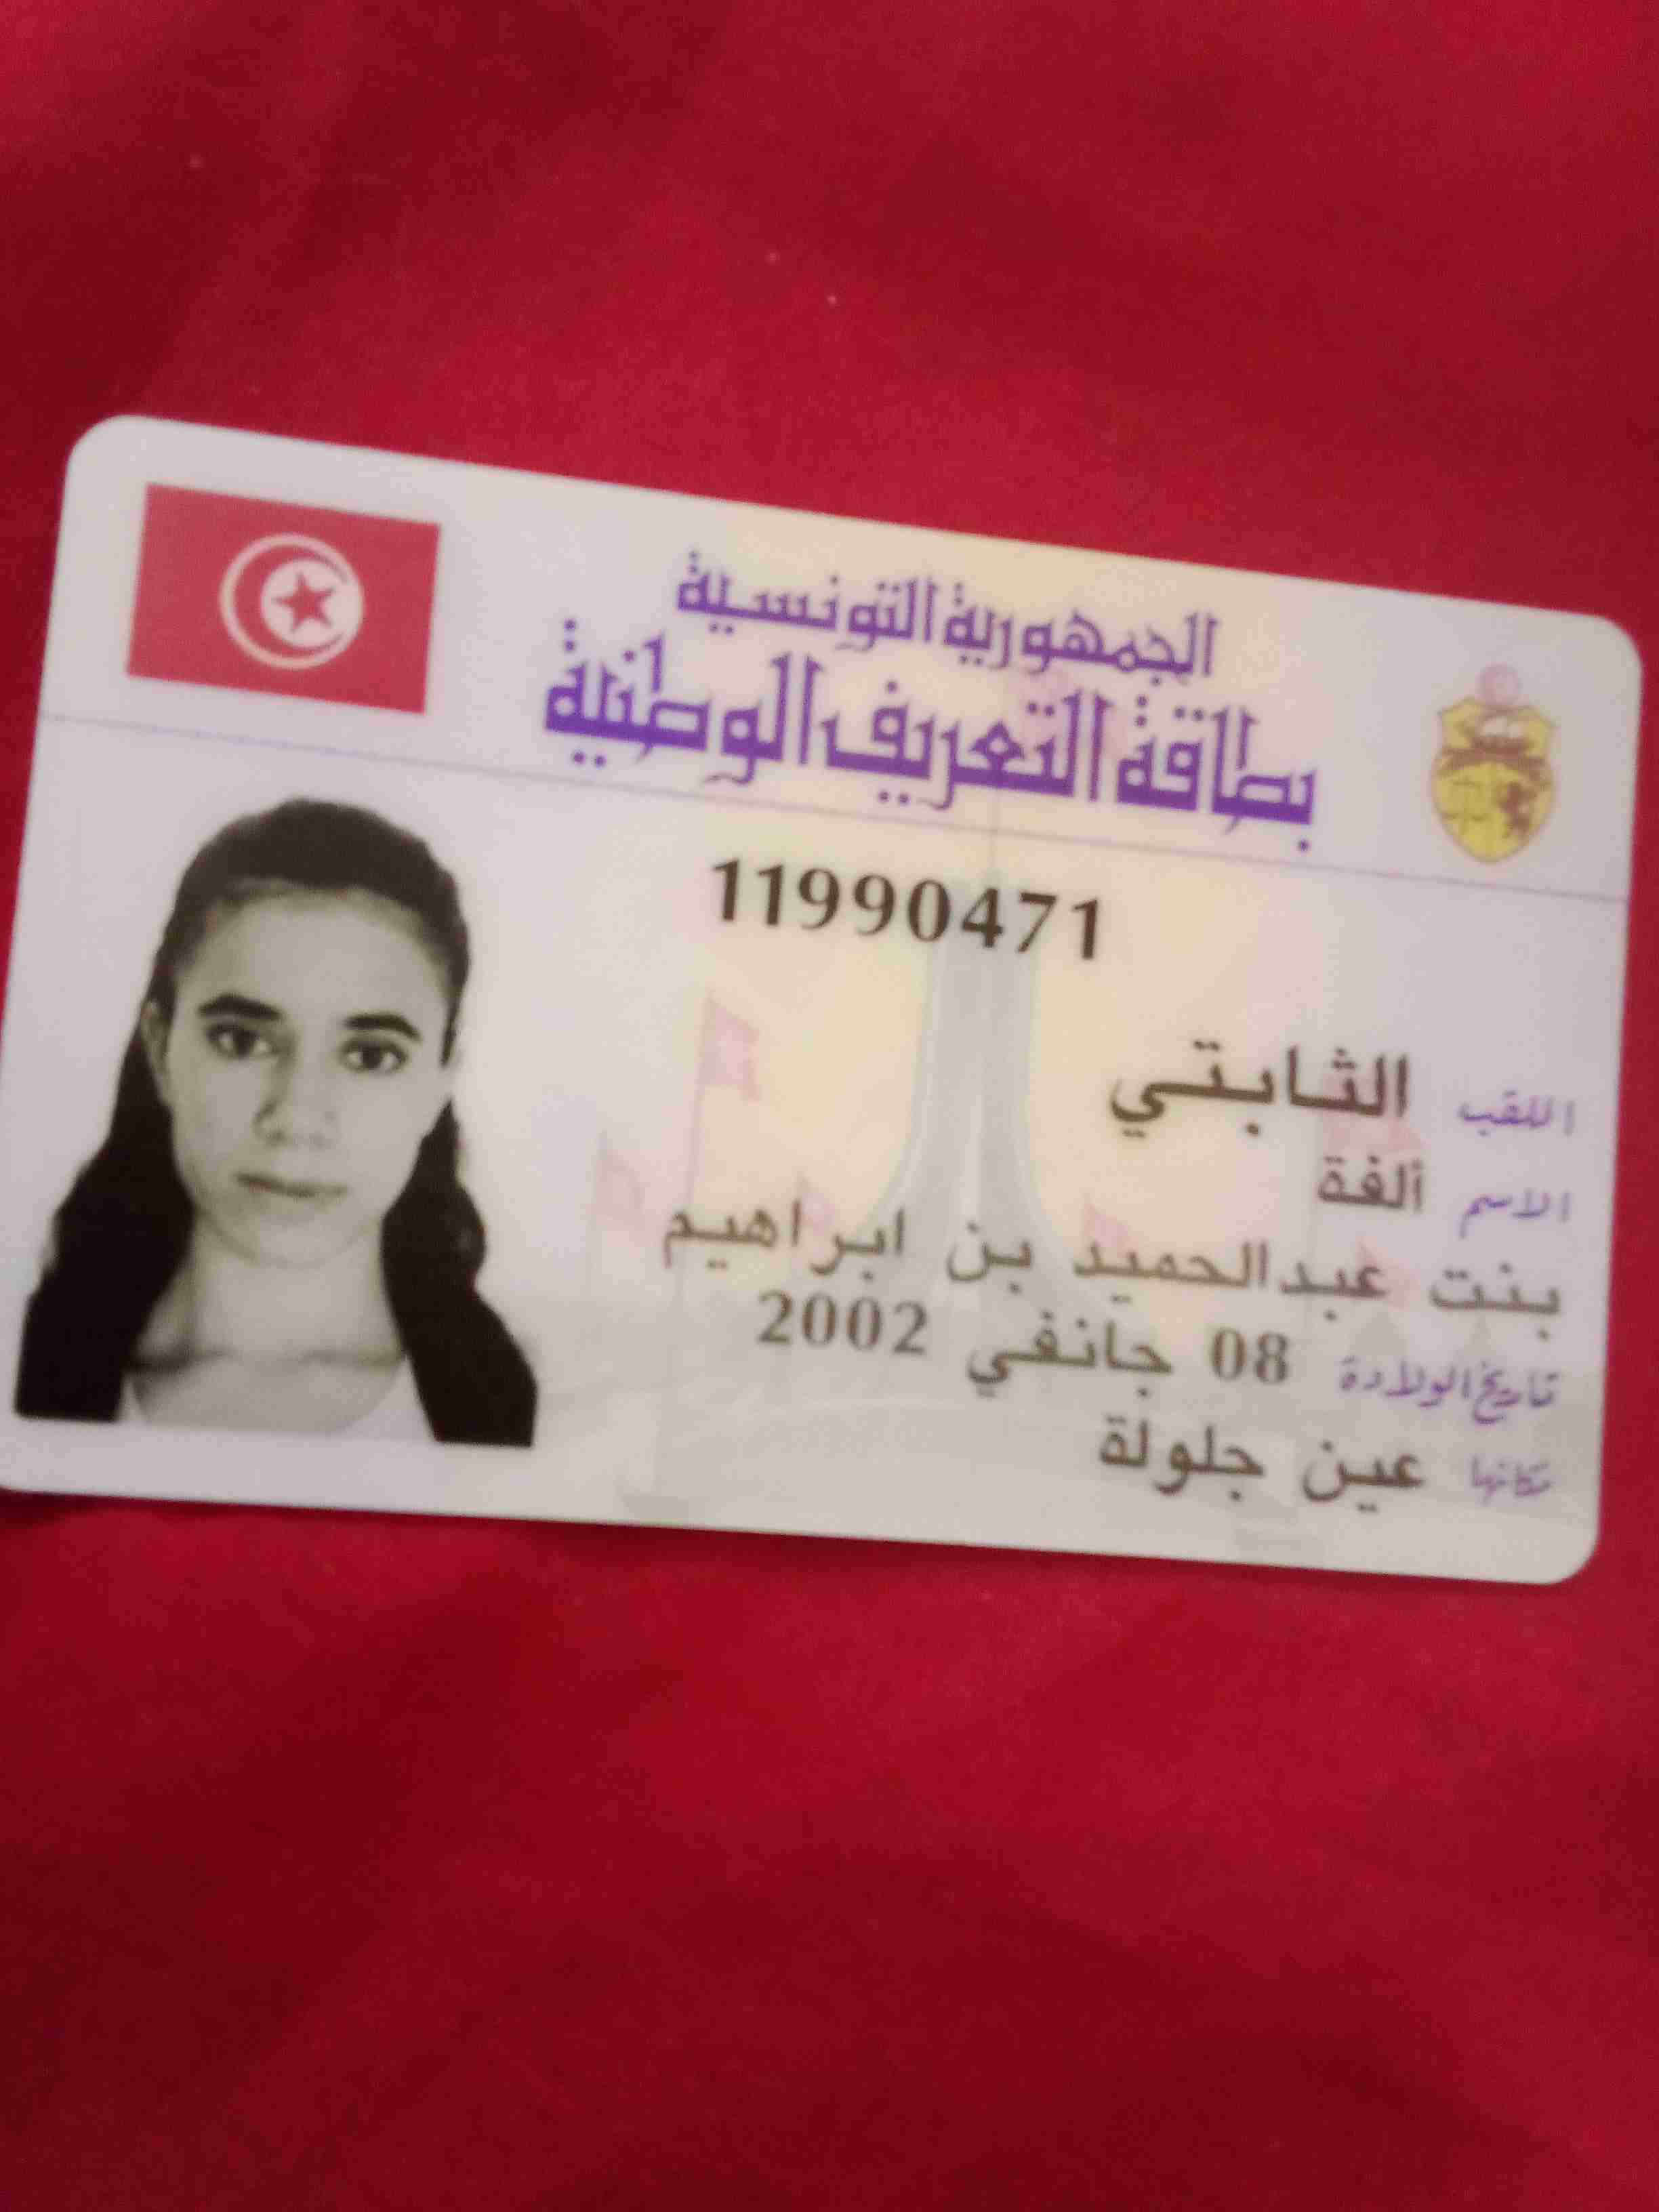 الجمهورية التونسية
بطاقة التعريف الوطنية
11990471
اللقب الثابتي
الاسم ألفة
بنت عبدالحميد بن ابراهيم
تاريخ الولادة 08 جانفي 2002
مكانها عين جلولة